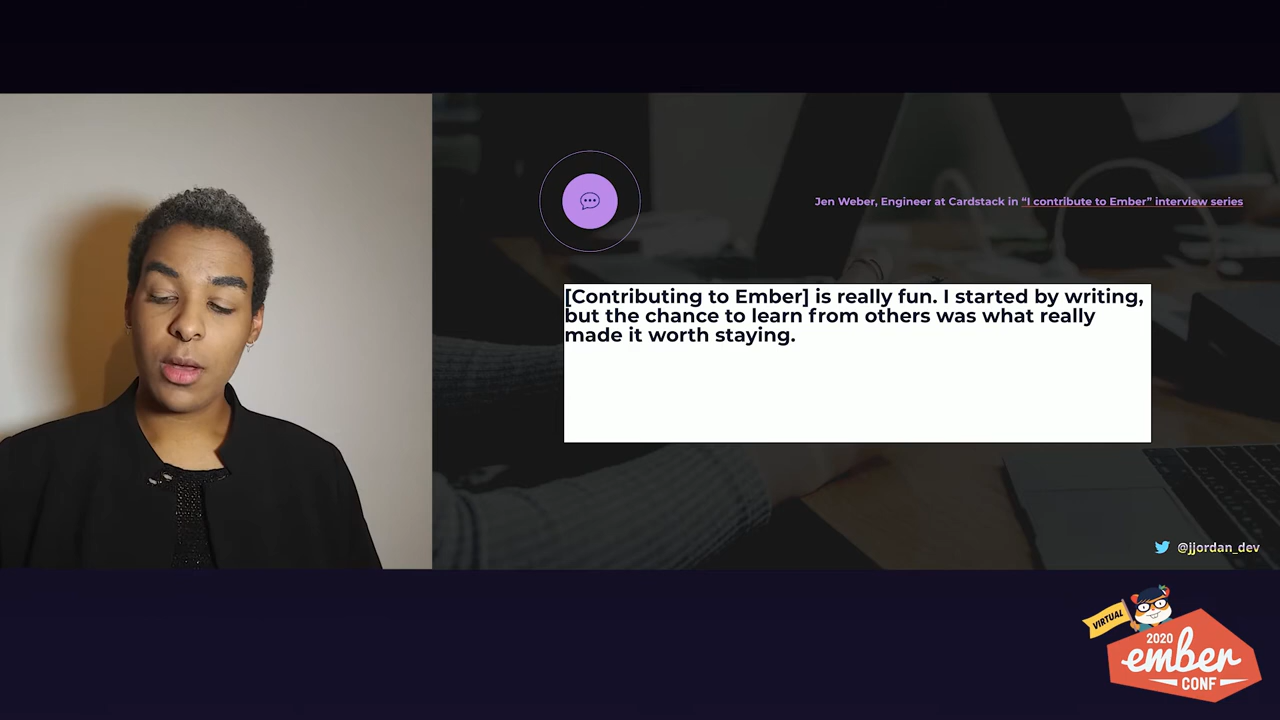 Jen Weber, Engineer at Cardstack in “I contribute to Ember” interview series
[Contributing to Ember] is really fun. I started by writing,
but the chance to learn from others was what really
made it worth staying.
@jjordan_dev
VIRTUAL
2020
ember
CONF